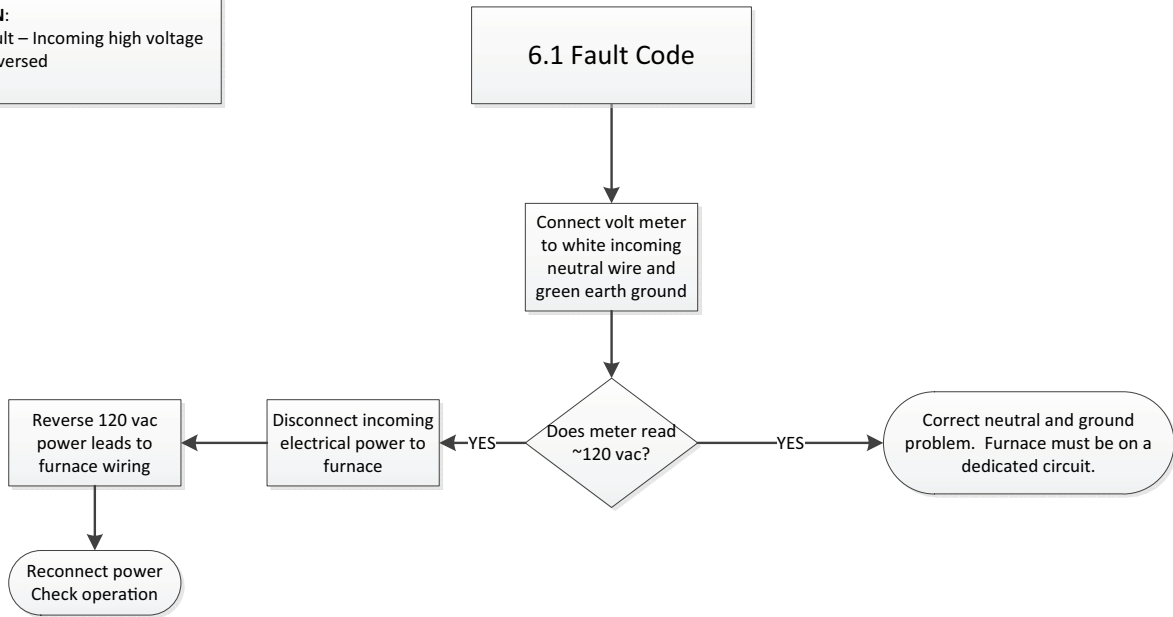 ult – Incoming high voltage
versed
6.1 Fault Code
Connect volt meter
to white incoming
neutral wire and
green earth ground
Does meter read
~120 vac?
YES
Disconnect incoming
electrical power to
furnace
Reverse 120 vac
power leads to
furnace wiring
Reconnect power
Check operation
YES
Correct neutral and ground
problem. Furnace must be on a
dedicated circuit.